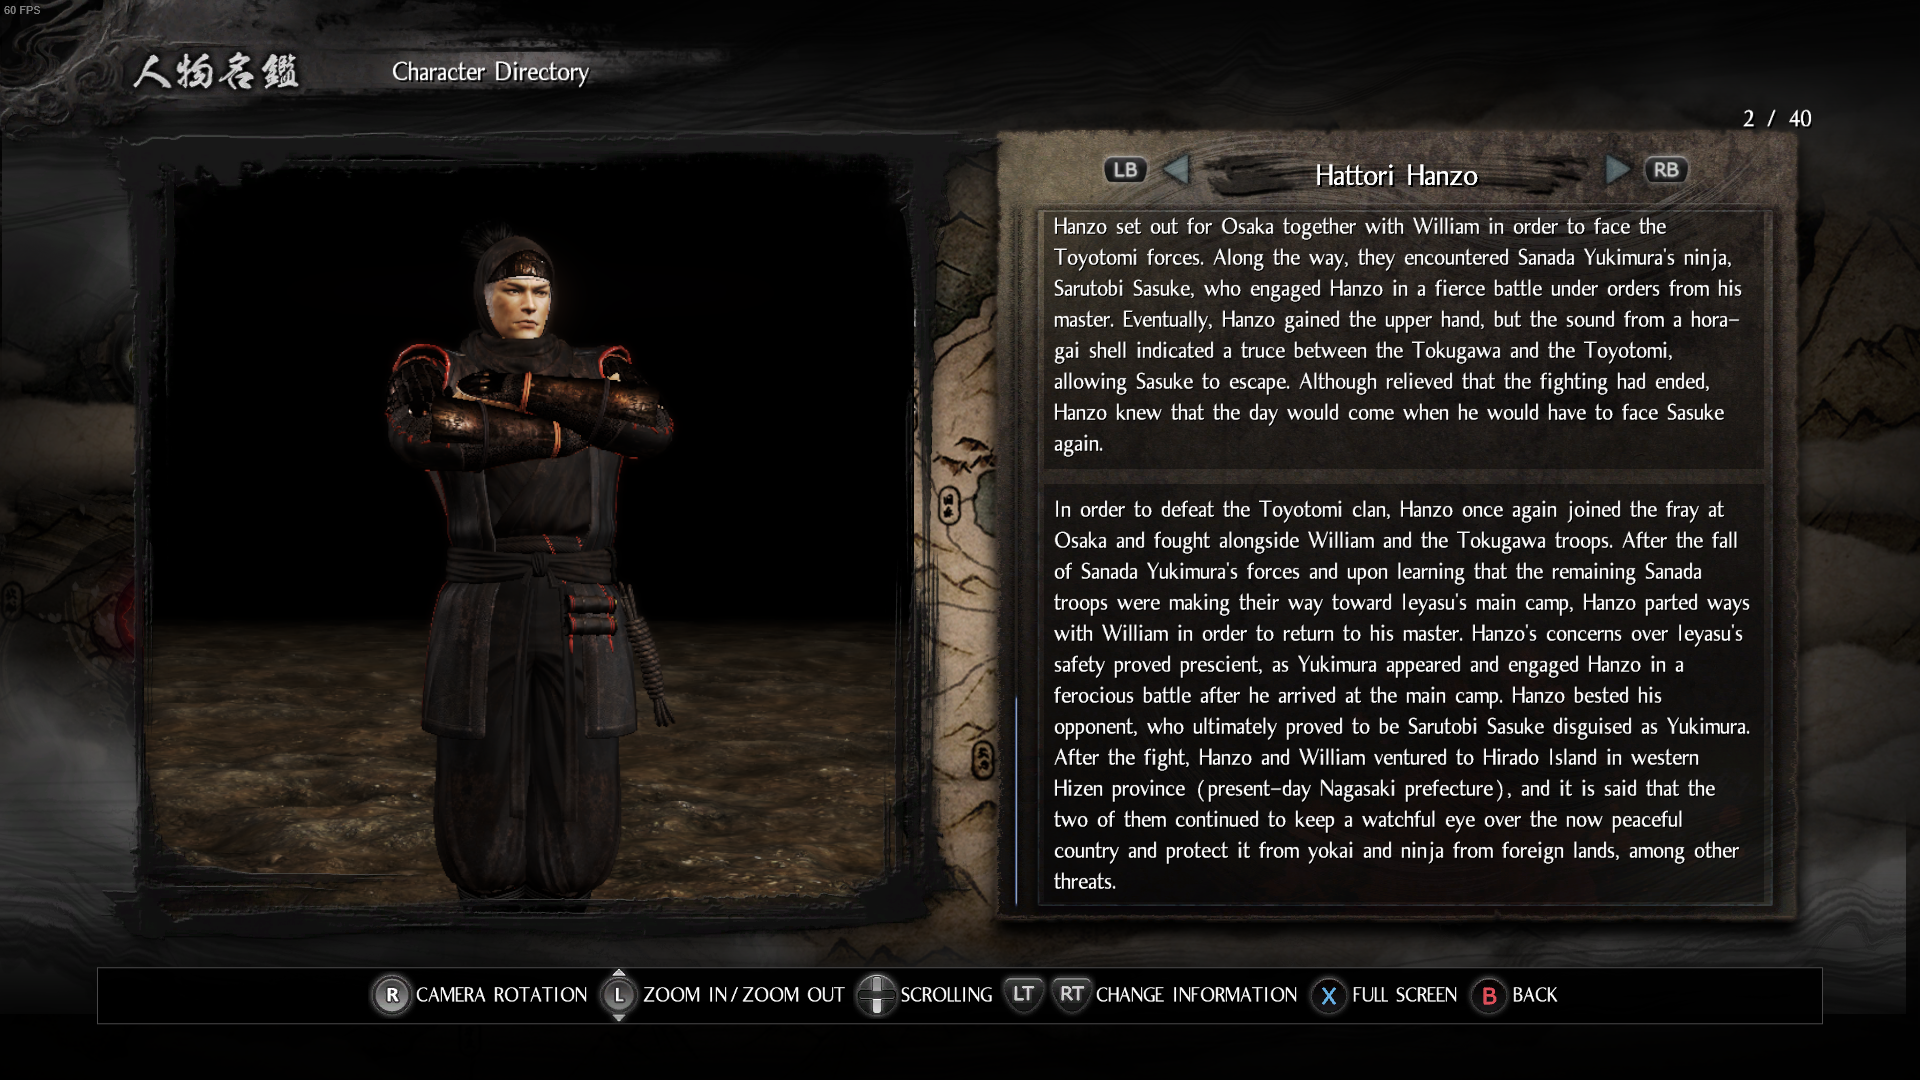 60 FPS
人物名鑑
Character Directory
2 / 40
LB
Hattori Hanzo
RB
Hanzo set out for Osaka together with William in order to face the
Toyotomi forces. Along the way, they encountered Sanada Yukimura's ninja,
Sarutobi Sasuke, who engaged Hanzo in a fierce battle under orders from his
master. Eventually, Hanzo gained the upper hand, but the sound from a hora-
gai shell indicated a truce between the Tokugawa and the Toyotomi,
allowing Sasuke to escape. Although relieved that the fighting had ended,
Hanzo knew that the day would come when he would have to face Sasuke
again.
In order to defeat the Toyotomi clan, Hanzo once again joined the fray at
Osaka and fought alongside William and the Tokugawa troops. After the fall
of Sanada Yukimura's forces and upon learning that the remaining Sanada
troops were making their way toward Ieyasu's main camp, Hanzo parted ways
with William in order to return to his master. Hanzo's concerns over Ieyasu's
safety proved prescient, as Yukimura appeared and engaged Hanzo in a
ferocious battle after he arrived at the main camp. Hanzo bested his
opponent, who ultimately proved to be Sarutobi Sasuke disguised as Yukimura.
After the fight, Hanzo and William ventured to Hirado Island in western
Hizen province (present-day Nagasaki prefecture), and it is said that the
two of them continued to keep a watchful eye over the now peaceful
country and protect it from yokai and ninja from foreign lands, among other
threats.
R CAMERA ROTATION L ZOOM IN/ZOOM OUT SCROLLING LT RT CHANGE INFORMATION X FULL SCREEN B BACK